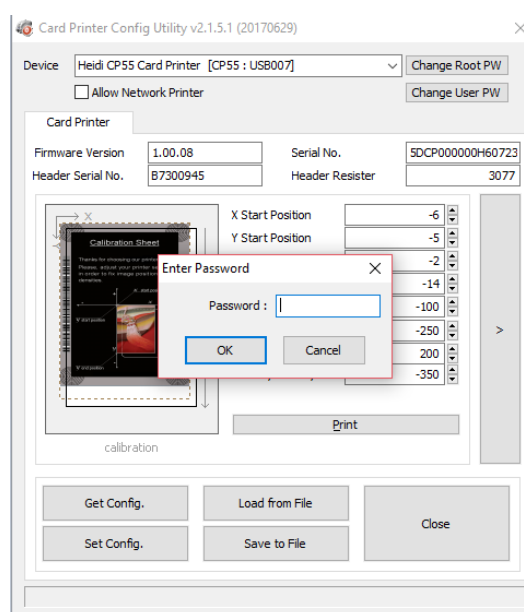 Card Printer Config Utility v2.1.5.1 (20170629)
Device Heidi CP55 Card Printer [CP55 : USB007] Change Root PW
Allow Network Printer Change User PW
Card Printer
Firmware Version 1.00.08 Serial No. 5DCP000000H60723
Header Serial No. B7300945 Header Resister 3077
X
X Start Position -6
Calibration Sheet
Y Start Position -5
Enter Password
-2
-14
Password :
-100
-250
>
OK Cancel
200
-350
Print
calibration
Get Config. Load from File
Close
Set Config. Save to File